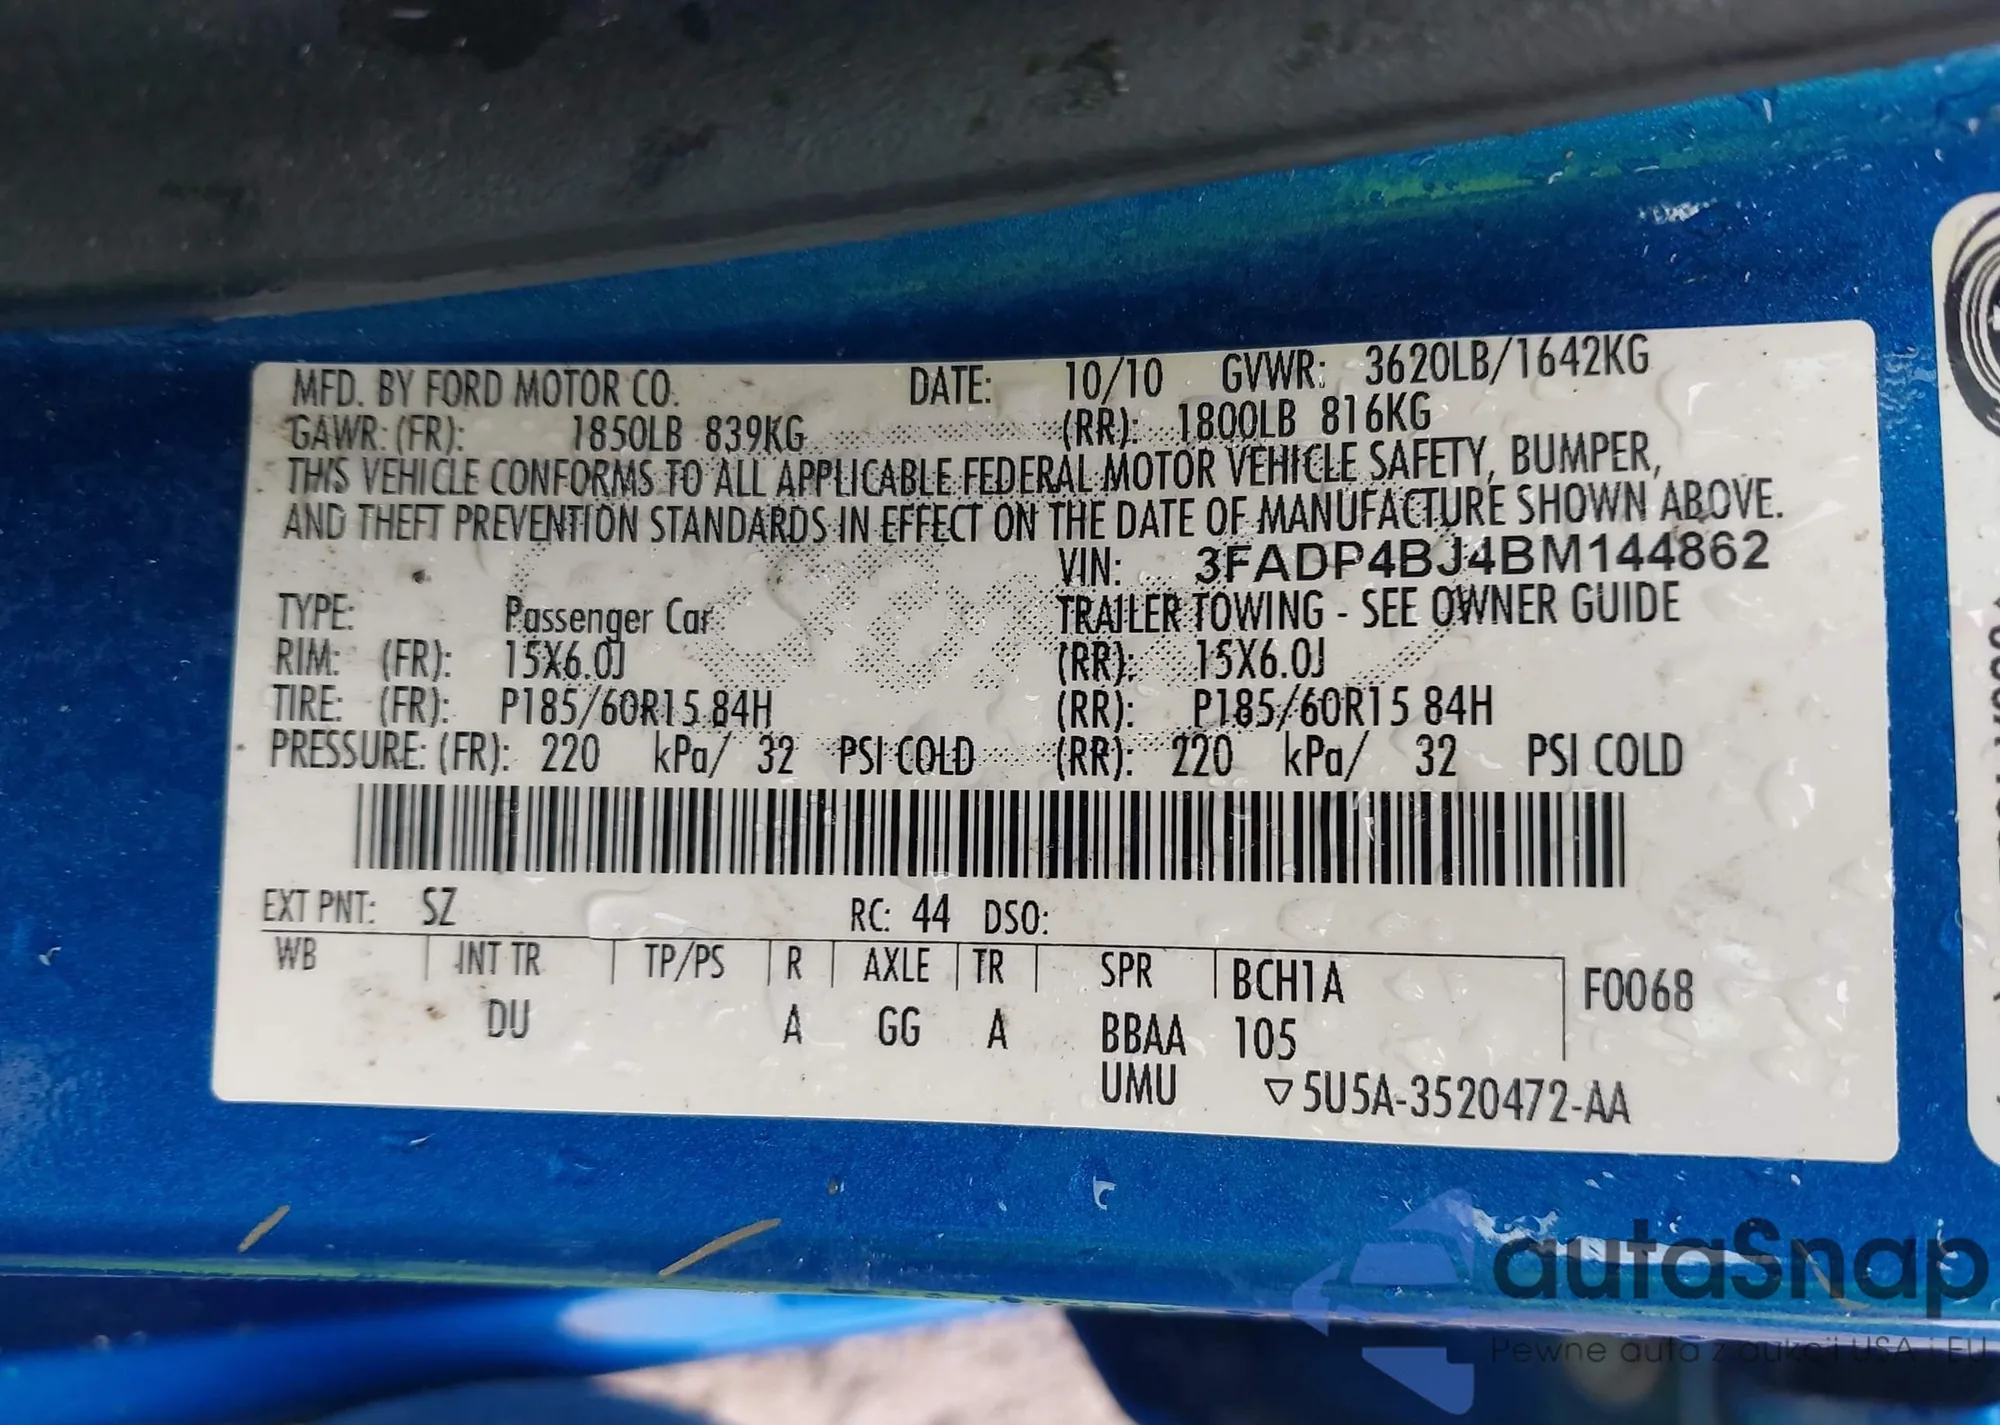 MFD. BY FORD MOTOR CO. DATE: 10/10 GVWR: 3620LB/1642KG
GAWR: (FR): 1850LB 839KG (RR): 1800LB 816KG
THIS VEHICLE CONFORMS TO ALL APPLICABLE FEDERAL MOTOR VEHICLE SAFETY, BUMPER,
AND THEFT PREVENTION STANDARDS IN EFFECT ON THE DATE OF MANUFACTURE SHOWN ABOVE.
VIN: 3FADP4BJ4BM144862
TYPE: Passenger Car TRAILER TOWING - SEE OWNER GUIDE
RIM: (FR): 15X6.0J (RR): 15X6.0J
TIRE: (FR): P185/60R15 84H (RR): P185/60R15 84H
PRESSURE: (FR): 220 kPa/ 32 PSI COLD (RR): 220 kPa/ 32 PSI COLD
EXT PNT: SZ RC: 44 DSO:
WB INT TR TP/PS R AXLE TR SPR BCH1A F0068
DU A GG A BBAA 105
UMU ▽5U5A-3520472-AA
autaSnap
Pewne auta z aukcji USA i EU